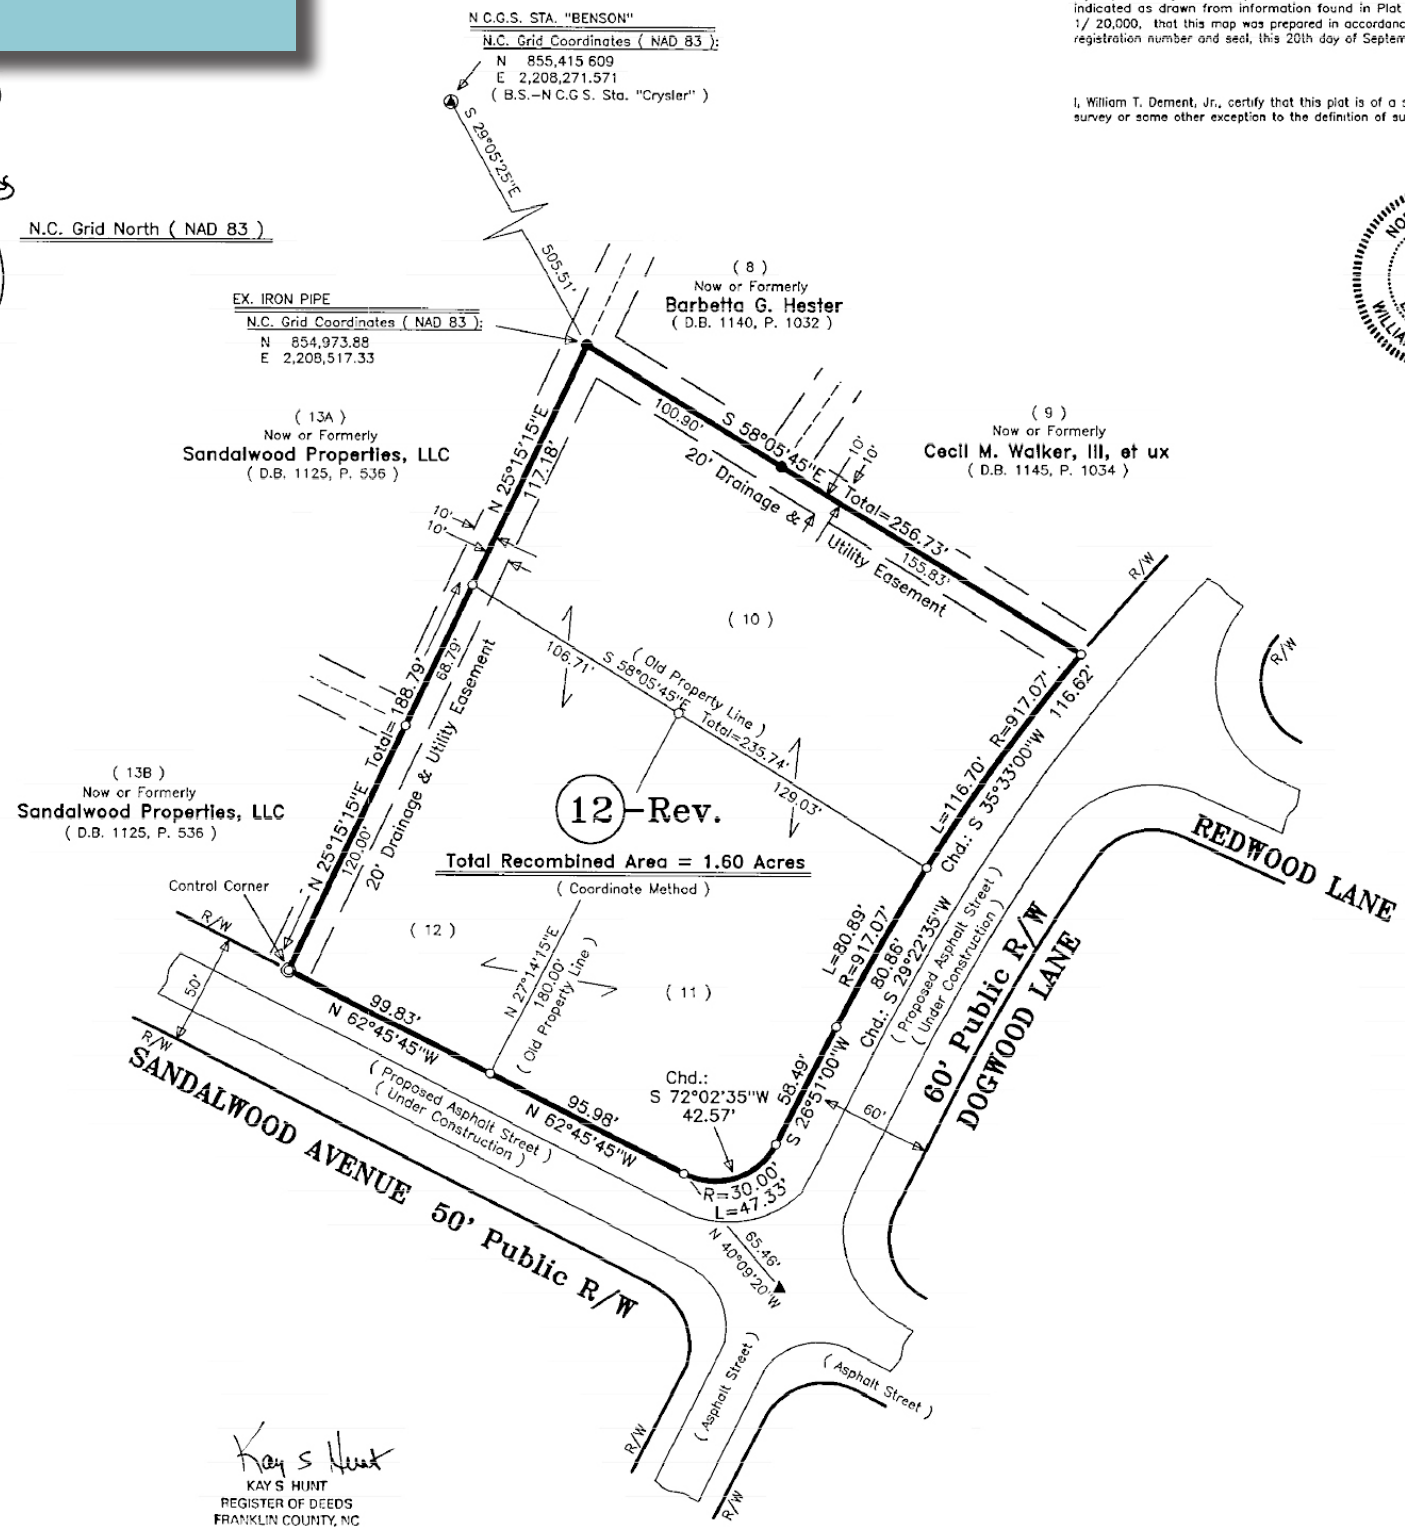 indicated as drawn from information found in Plat
1/ 20,000, that this map was prepared in accordanc
registration number and seal, this 20th day of Septem
I, William T. Dement, Jr., certify that this plat is of a s
survey or some other exception to the definition of su
N C.G.S. STA. "BENSON"
N.C. Grid Coordinates ( NAD 83 ):
N 855,415 609
E 2,208,271.571
( B.S.–N C.G S. Sta. "Crysler" )
S 29°05'25"E
505.51'
N.C. Grid North ( NAD 83 )
EX. IRON PIPE
N.C. Grid Coordinates ( NAD 83 ):
N 854,973.88
E 2,208,517.33
( 8 )
Now or Formerly
Barbetta G. Hester
( D.B. 1140, P. 1032 )
( 13A )
Now or Formerly
Sandalwood Properties, LLC
( D.B. 1125, P. 536 )
( 9 )
Now or Formerly
Cecil M. Walker, III, et ux
( D.B. 1145, P. 1034 )
N 25°15'15"E
117.18'
100.90'
S 58°05'45"E Total=256.73'
155.83'
20' Drainage & Utility Easement
10'
10'
10'
10'
R/W
R/W
( 10 )
106.71'
( Old Property Line )
S 58°05'45"E Total=235.74'
129.03'
Total=188.79'
68.79'
N 25°15'15"E
120.00'
20' Drainage & Utility Easement
L=116.70' R=917.07'
116.62'
Chd.: S 35°33'00"W
( 13B )
Now or Formerly
Sandalwood Properties, LLC
( D.B. 1125, P. 536 )
12–Rev.
Total Recombined Area = 1.60 Acres
( Coordinate Method )
REDWOOD LANE
Control Corner
R/W
50'
R/W
( 12 )
N 27°14'15"E
180.00'
( Old Property Line )
( 11 )
L=80.89'
R=917.07'
80.86'
Chd.: S 29°22'35"W
( Proposed Asphalt Street )
( Under Construction )
60' Public R/W
DOGWOOD LANE
99.83'
N 62°45'45"W
95.98'
N 62°45'45"W
( Proposed Asphalt Street )
( Under Construction )
Chd.:
S 72°02'35"W
42.57'
58.49'
S 26°51'00"W
60'
R=30.00'
L=47.33'
65.46'
N 40°09'20"W
SANDALWOOD AVENUE 50' Public R/W
( Asphalt Street )
( Asphalt Street )
R/W
R/W
Kay S Hunt
KAY S HUNT
REGISTER OF DEEDS
FRANKLIN COUNTY, NC